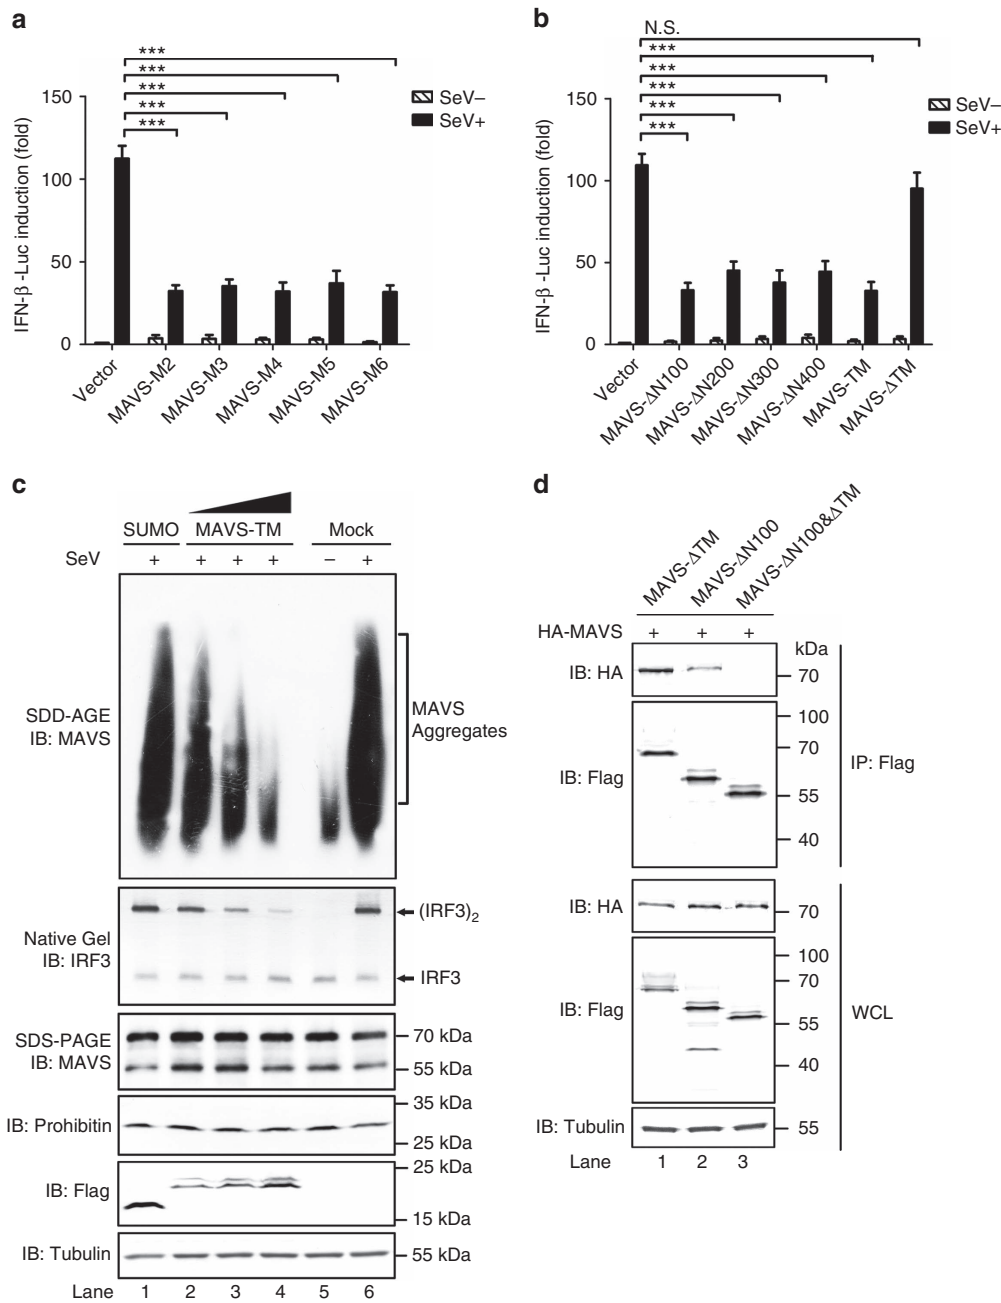 a
***
***
***
***
***
150
100
50
0
IFN-β -Luc induction (fold)
SeV–
SeV+
Vector
MAVS-M2
MAVS-M3
MAVS-M4
MAVS-M5
MAVS-M6
b
N.S.
***
***
***
***
***
150
100
50
0
IFN-β -Luc induction (fold)
SeV–
SeV+
Vector
MAVS-ΔN100
MAVS-ΔN200
MAVS-ΔN300
MAVS-ΔN400
MAVS-TM
MAVS-ΔTM
c
SUMO MAVS-TM Mock
SeV + + + + – +
SDD-AGE
IB: MAVS
MAVS
Aggregates
Native Gel
IB: IRF3
(IRF3)2
IRF3
SDS-PAGE
IB: MAVS
70 kDa
55 kDa
IB: Prohibitin
35 kDa
25 kDa
IB: Flag
25 kDa
15 kDa
IB: Tubulin
55 kDa
Lane 1 2 3 4 5 6
d
MAVS-ΔTM
MAVS-ΔN100
MAVS-ΔN100&ΔTM
HA-MAVS + + +
kDa
IB: HA
70
IB: Flag
100
70
55
40
IP: Flag
IB: HA
70
IB: Flag
100
70
55
40
WCL
IB: Tubulin
55
Lane 1 2 3